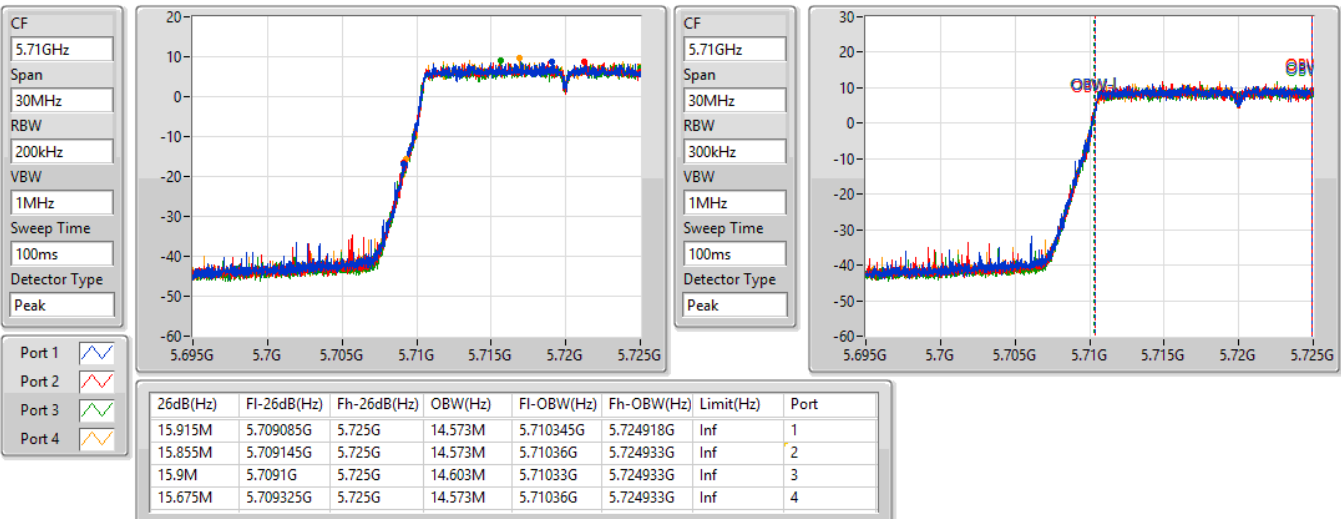 CF
5.71GHz
Span
30MHz
RBW
200kHz
VBW
1MHz
Sweep Time
100ms
Detector Type
Peak
20
10
0
-10
-20
-30
-40
-50
-60
5.695G 5.7G 5.705G 5.71G 5.715G 5.72G 5.725G
CF
5.71GHz
Span
30MHz
RBW
300kHz
VBW
1MHz
Sweep Time
100ms
Detector Type
Peak
30
20
10
0
-10
-20
-30
-40
-50
-60
5.695G 5.7G 5.705G 5.71G 5.715G 5.72G 5.725G
Port 1
Port 2
Port 3
Port 4
26dB(Hz) Fl-26dB(Hz) Fh-26dB(Hz) OBW(Hz) Fl-OBW(Hz) Fh-OBW(Hz) Limit(Hz) Port
15.915M 5.709085G 5.725G 14.573M 5.710345G 5.724918G Inf 1
15.855M 5.709145G 5.725G 14.573M 5.71036G 5.724933G Inf 2
15.9M 5.7091G 5.725G 14.603M 5.71033G 5.724933G Inf 3
15.675M 5.709325G 5.725G 14.573M 5.71036G 5.724933G Inf 4